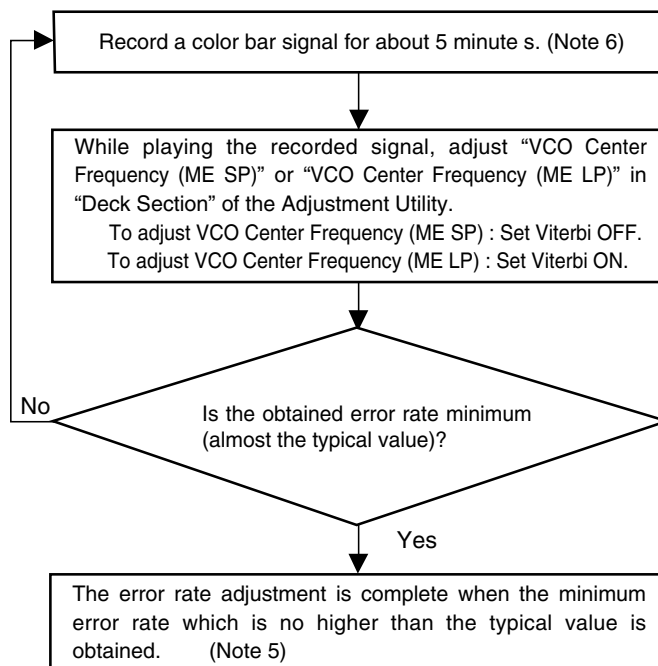 Record a color bar signal for about 5 minute s. (Note 6)
While playing the recorded signal, adjust “VCO Center
Frequency (ME SP)” or “VCO Center Frequency (ME LP)” in
“Deck Section” of the Adjustment Utility.
To adjust VCO Center Frequency (ME SP) : Set Viterbi OFF.
To adjust VCO Center Frequency (ME LP) : Set Viterbi ON.
No
Is the obtained error rate minimum
(almost the typical value)?
Yes
The error rate adjustment is complete when the minimum
error rate which is no higher than the typical value is
obtained. (Note 5)